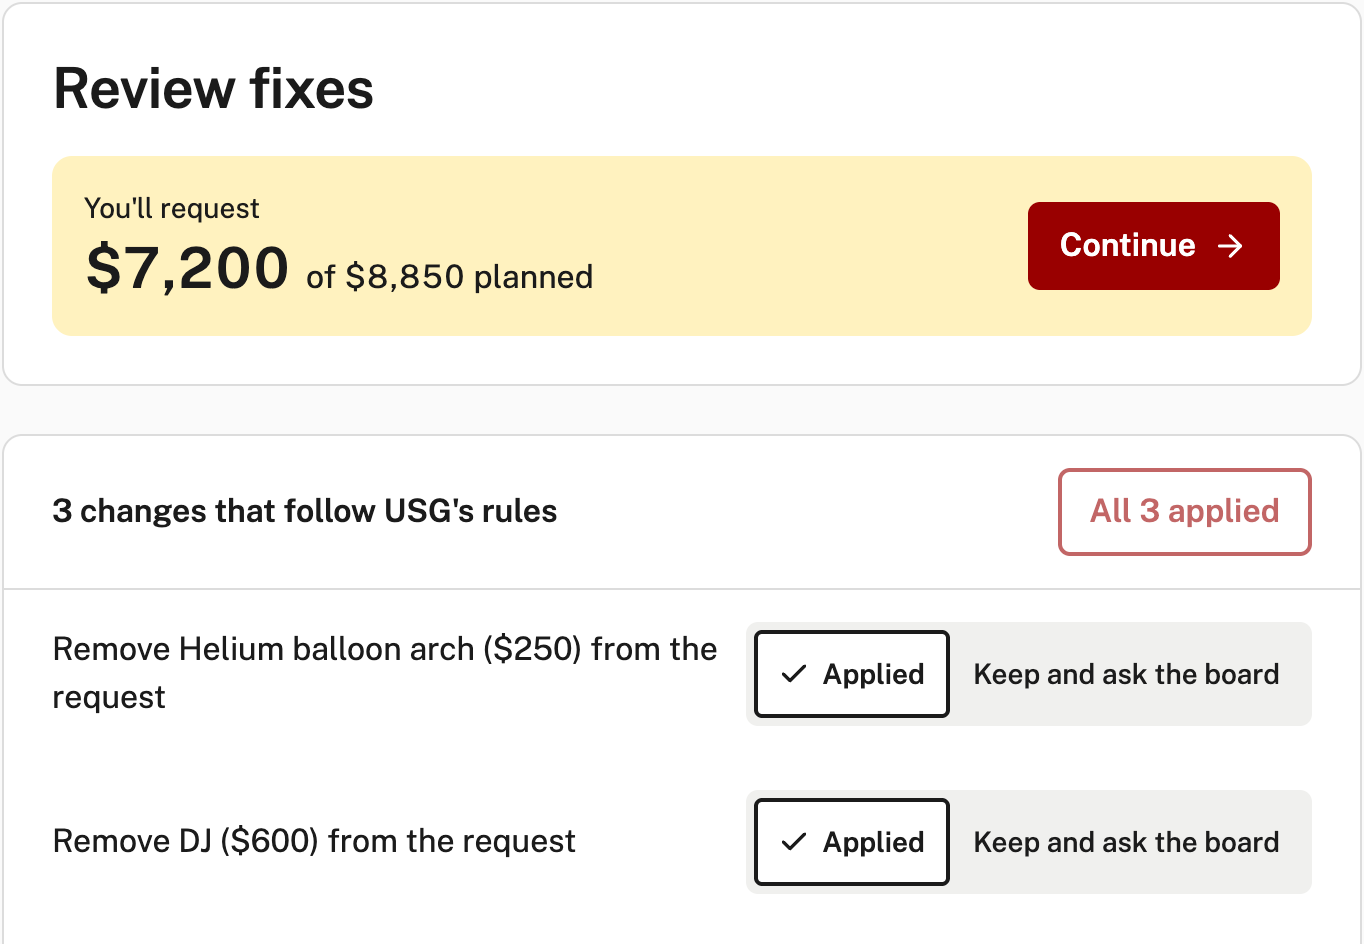 Review fixes
You'll request
$7,200 of $8,850 planned
Continue →
3 changes that follow USG's rules
All 3 applied
Remove Helium balloon arch ($250) from the
request
✓ Applied
Keep and ask the board
Remove DJ ($600) from the request
✓ Applied
Keep and ask the board